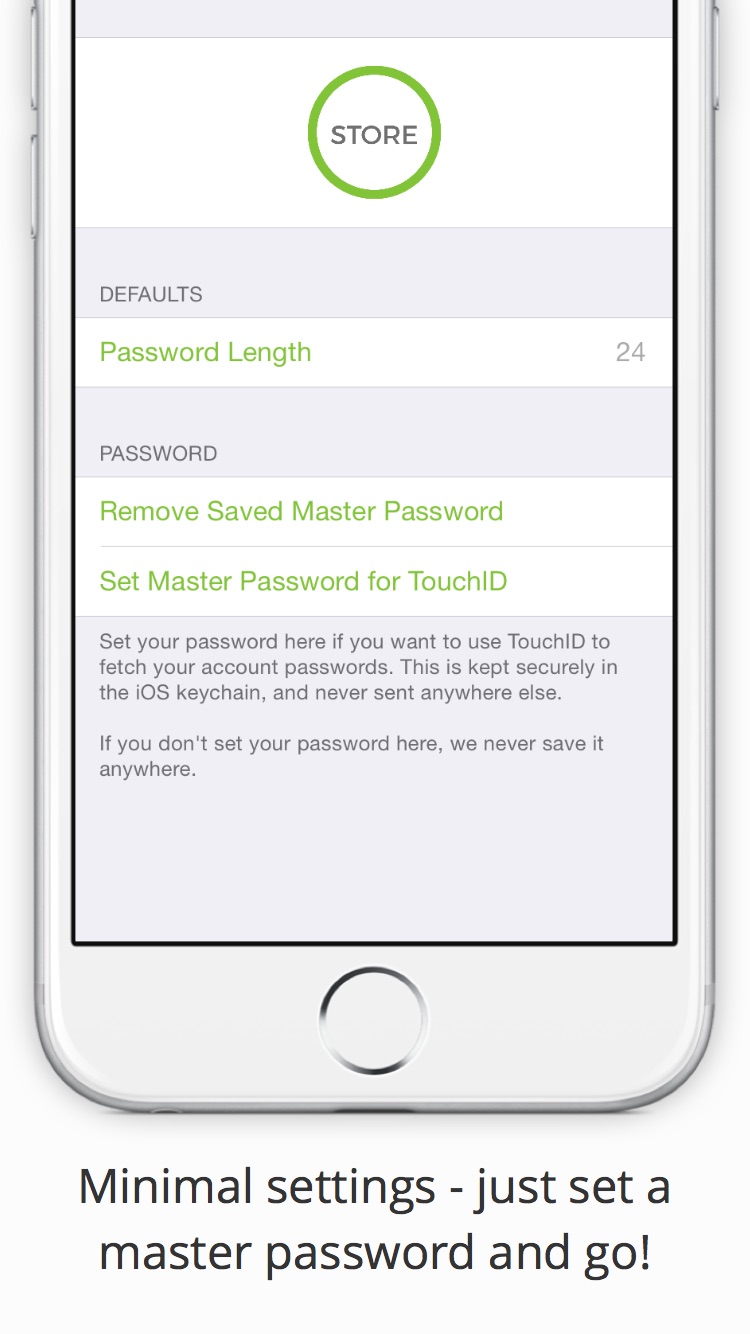 STORE
DEFAULTS
Password Length 24
PASSWORD
Remove Saved Master Password
Set Master Password for TouchID
Set your password here if you want to use TouchID to
fetch your account passwords. This is kept securely in
the iOS keychain, and never sent anywhere else.
If you don't set your password here, we never save it
anywhere.
Minimal settings - just set a
master password and go!